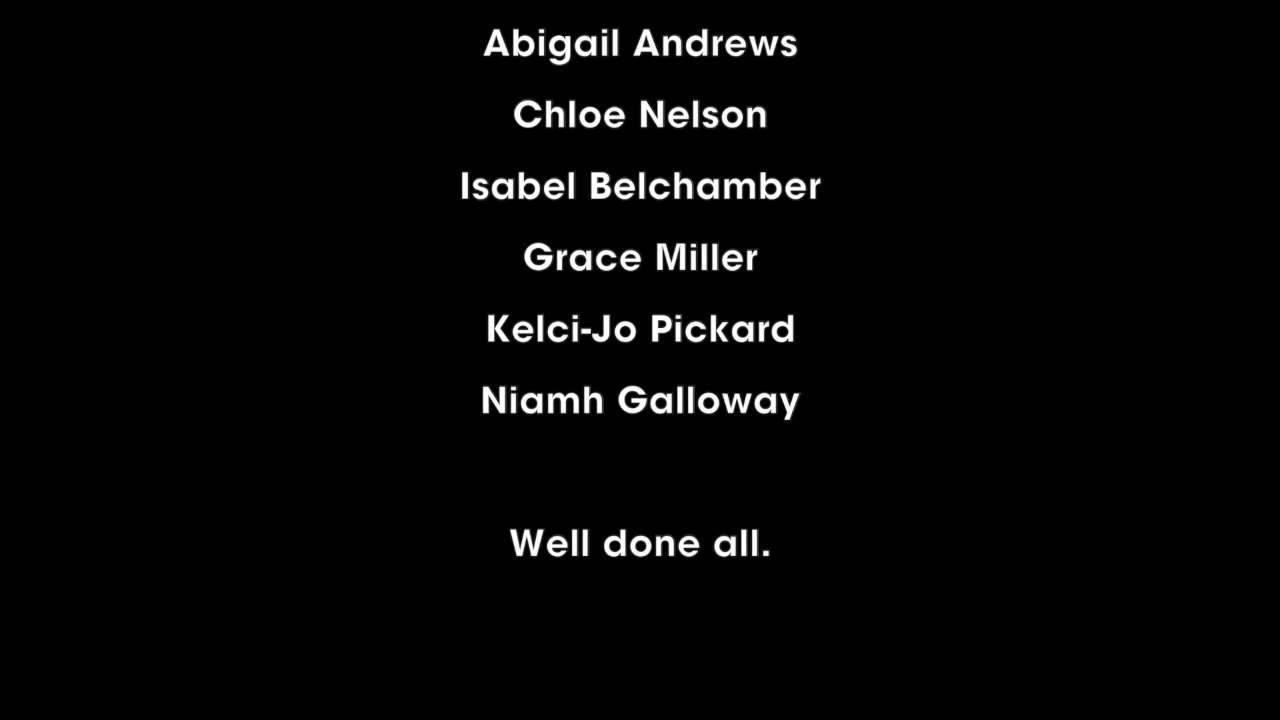 Abigail Andrews
Chloe Nelson
Isabel Belchamber
Grace Miller
Kelci-Jo Pickard
Niamh Galloway
Well done all.